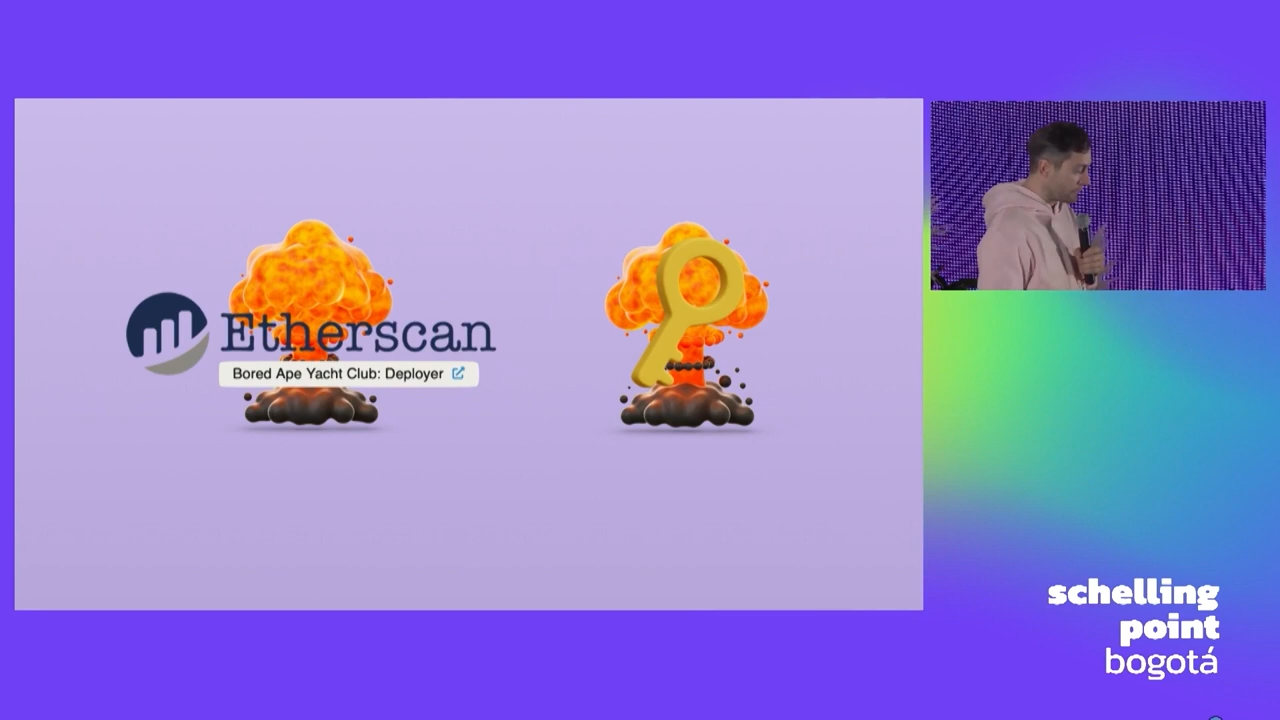 Etherscan
Bored Ape Yacht Club: Deployer
schelling
point
bogotá